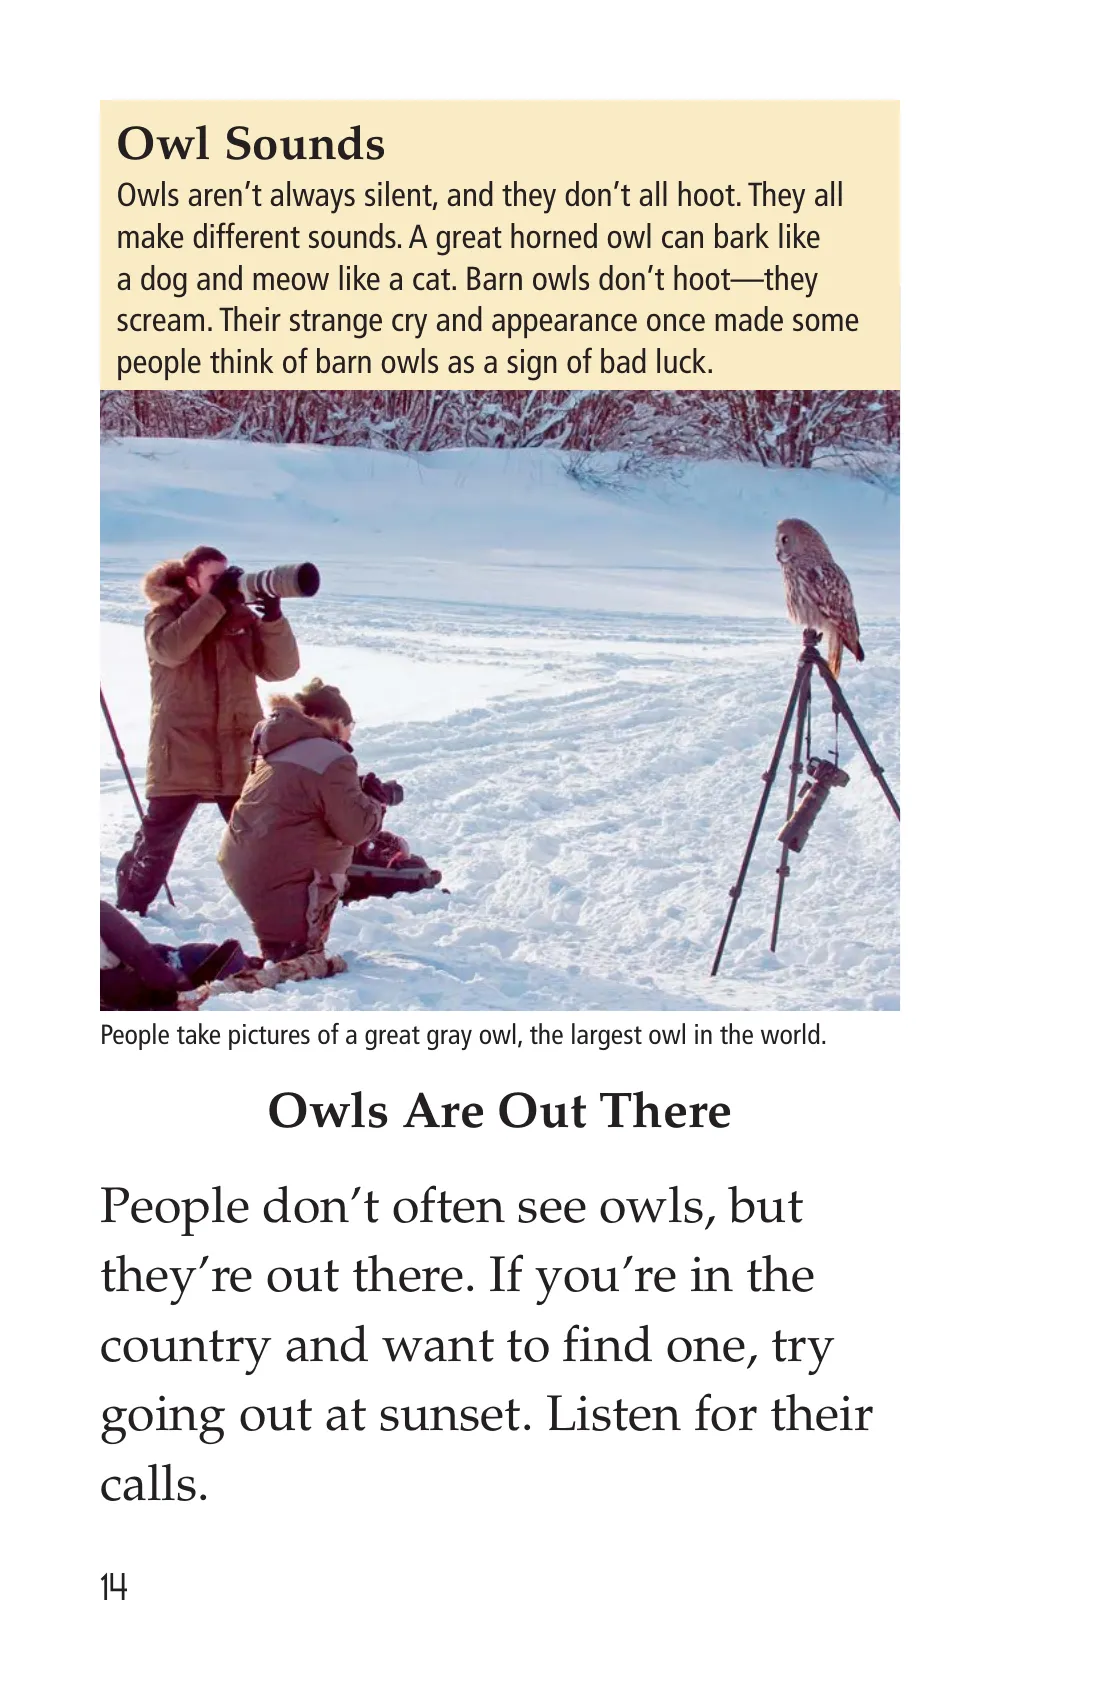 Owl Sounds
Owls aren’t always silent, and they don’t all hoot. They all
make different sounds. A great horned owl can bark like
a dog and meow like a cat. Barn owls don’t hoot—they
scream. Their strange cry and appearance once made some
people think of barn owls as a sign of bad luck.
People take pictures of a great gray owl, the largest owl in the world.
Owls Are Out There
People don’t often see owls, but
they’re out there. If you’re in the
country and want to find one, try
going out at sunset. Listen for their
calls.
14